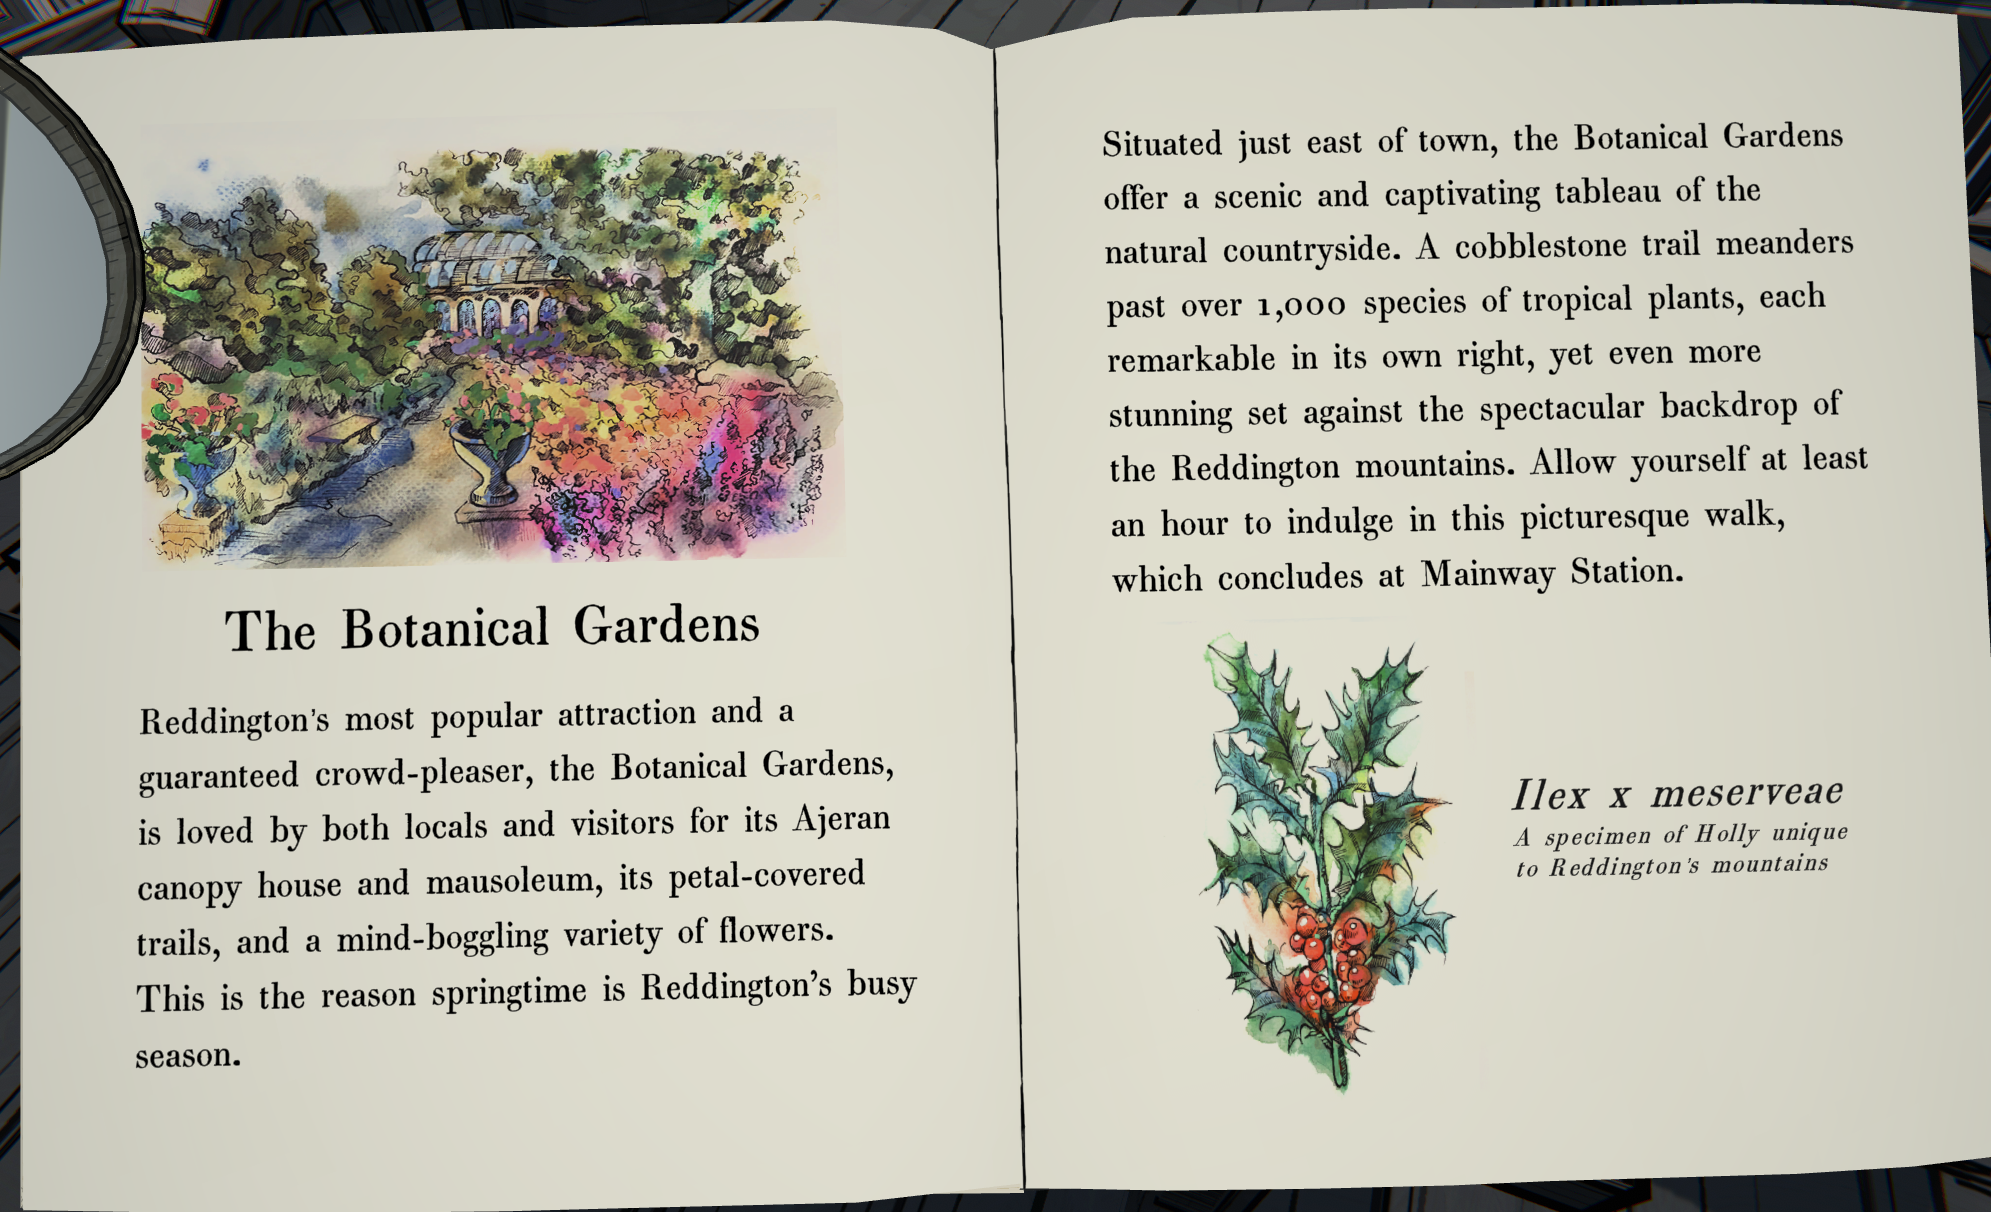 The Botanical Gardens
Reddington's most popular attraction and a
guaranteed crowd-pleaser, the Botanical Gardens,
is loved by both locals and visitors for its Ajeran
canopy house and mausoleum, its petal-covered
trails, and a mind-boggling variety of flowers.
This is the reason springtime is Reddington's busy
season.
Situated just east of town, the Botanical Gardens
offer a scenic and captivating tableau of the
natural countryside. A cobblestone trail meanders
past over 1,000 species of tropical plants, each
remarkable in its own right, yet even more
stunning set against the spectacular backdrop of
the Reddington mountains. Allow yourself at least
an hour to indulge in this picturesque walk,
which concludes at Mainway Station.
Ilex x meserveae
A specimen of Holly unique
to Reddington's mountains